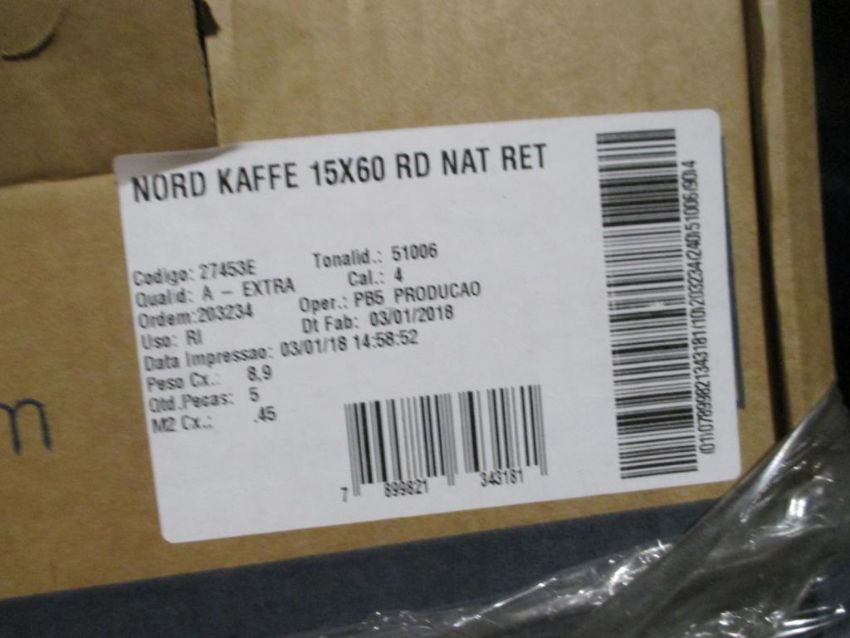 NORD KAFFE 15X60 RD NAT RET
Codigo: 27453E Tonalid.: 51006
Qualid: A - EXTRA Cal.: 4
Ordem:203234 Oper.: PB5 PRODUCAO
Uso: RI Dt Fab: 03/01/2018
Data Impressao: 03/01/18 14:58:52
Peso Cx.: 8,9
Qtd.Pecas: 5
M2 Cx.: .45
7 899821 343181
(01)07899821343181(10)203234(240)51006(90)4
m